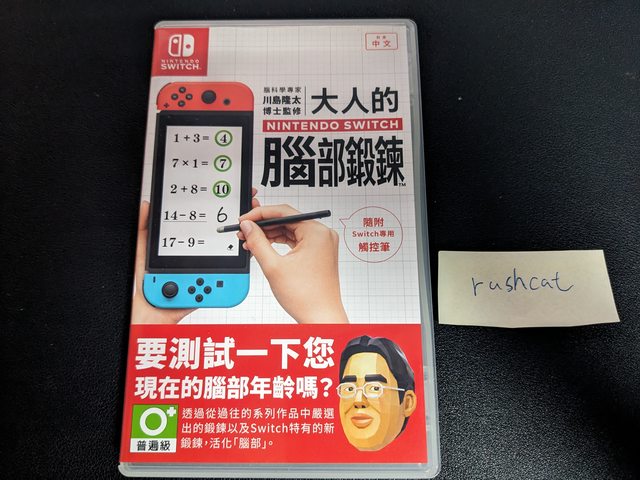 NINTENDO
SWITCH
對應
中文
腦科學專家
川島隆太
博士監修
大人的
NINTENDO SWITCH
腦部鍛鍊
TM
1+3=4
7×1=7
2+8=10
14-8=6
17-9=
隨附
Switch專用
觸控筆
要測試一下您
現在的腦部年齡嗎？
0+
普遍級
透過從過往的系列作品中嚴選
出的鍛鍊以及Switch特有的新
鍛鍊，活化「腦部」。
rushcat